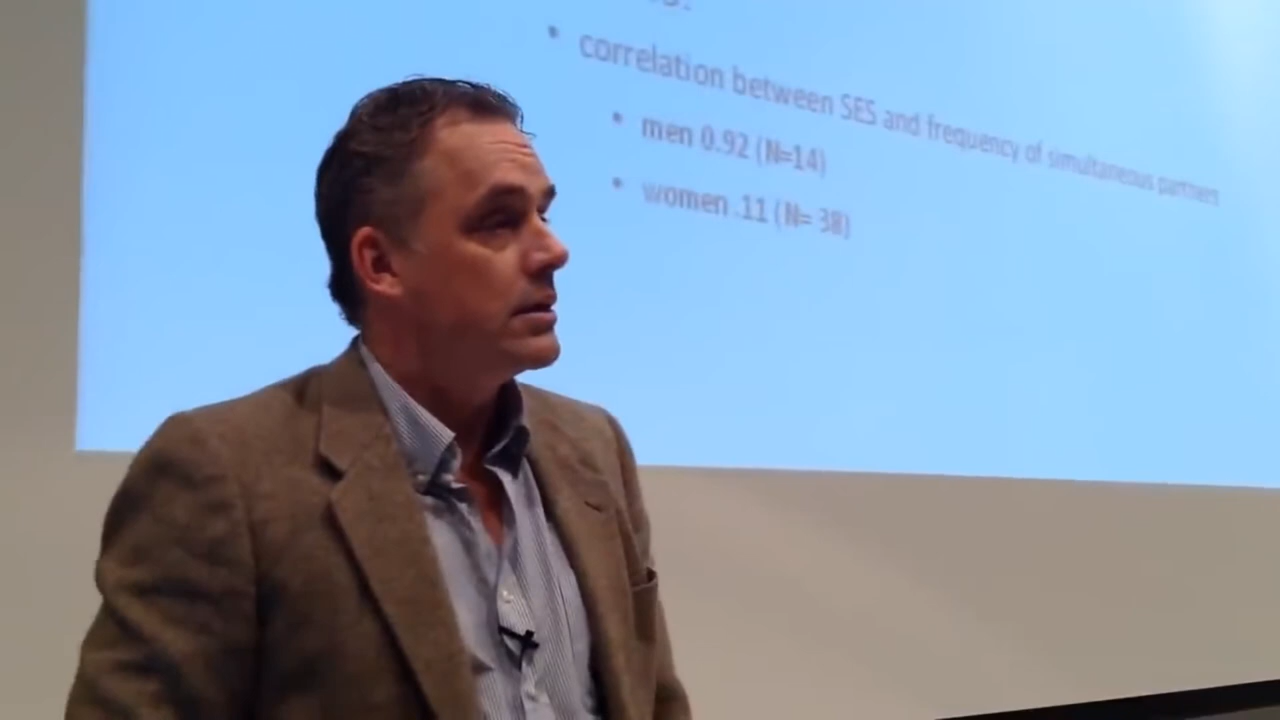 • correlation between SES and frequency of simultaneous partners
• men 0.92 (N=14)
• women .11 (N= 38)